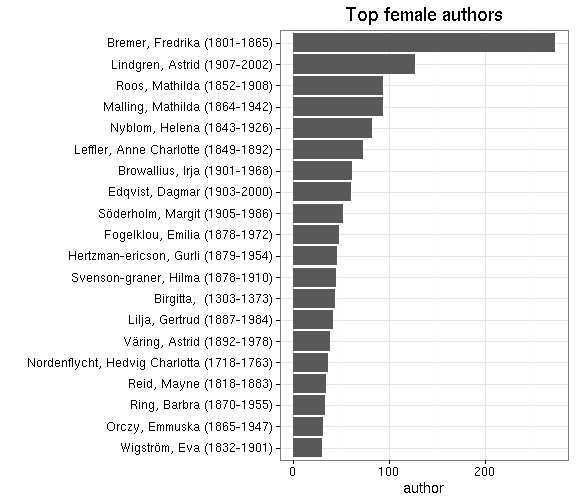 Top female authors
Bremer, Fredrika (1801-1865)
Lindgren, Astrid (1907-2002)
Roos, Mathilda (1852-1908)
Malling, Mathilda (1864-1942)
Nyblom, Helena (1843-1926)
Leffler, Anne Charlotte (1849-1892)
Browallius, Irja (1901-1968)
Edqvist, Dagmar (1903-2000)
Söderholm, Margit (1905-1986)
Fogelklou, Emilia (1878-1972)
Hertzman-ericson, Gurli (1879-1954)
Svenson-graner, Hilma (1878-1910)
Birgitta,  (1303-1373)
Lilja, Gertrud (1887-1984)
Väring, Astrid (1892-1978)
Nordenflycht, Hedvig Charlotta (1718-1763)
Reid, Mayne (1818-1883)
Ring, Barbra (1870-1955)
Orczy, Emmuska (1865-1947)
Wigström, Eva (1832-1901)
0 100 200
author